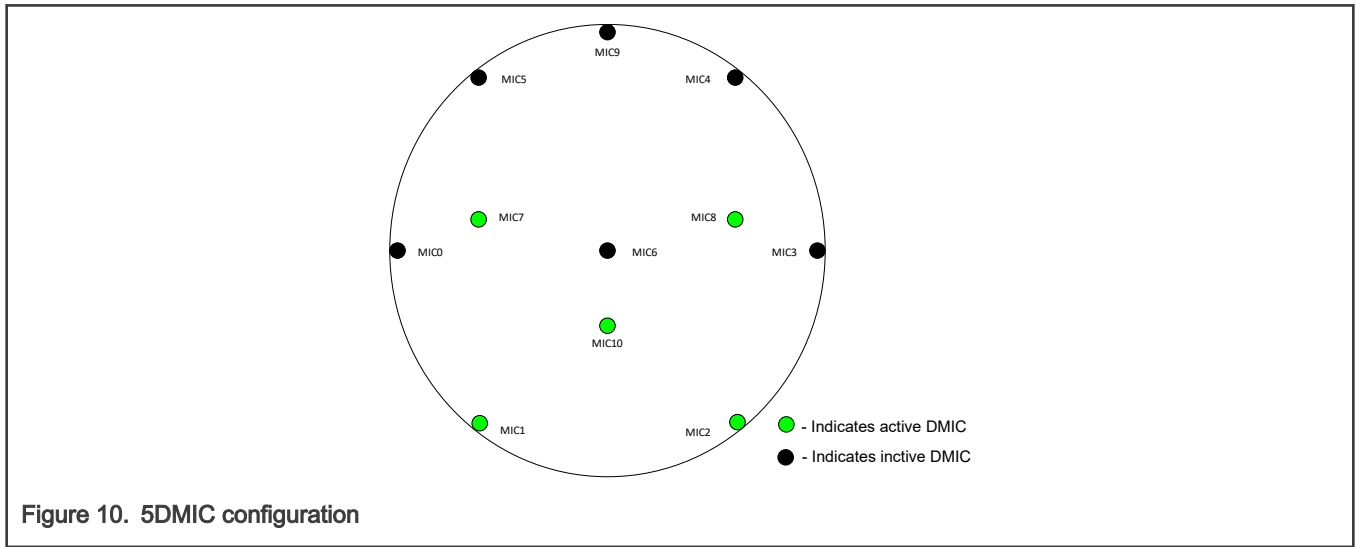 MIC9
MIC5
MIC4
MIC7
MIC8
MIC0
MIC6
MIC3
MIC10
MIC1
MIC2
- Indicates active DMIC
- Indicates inctive DMIC
Figure 10. 5DMIC configuration